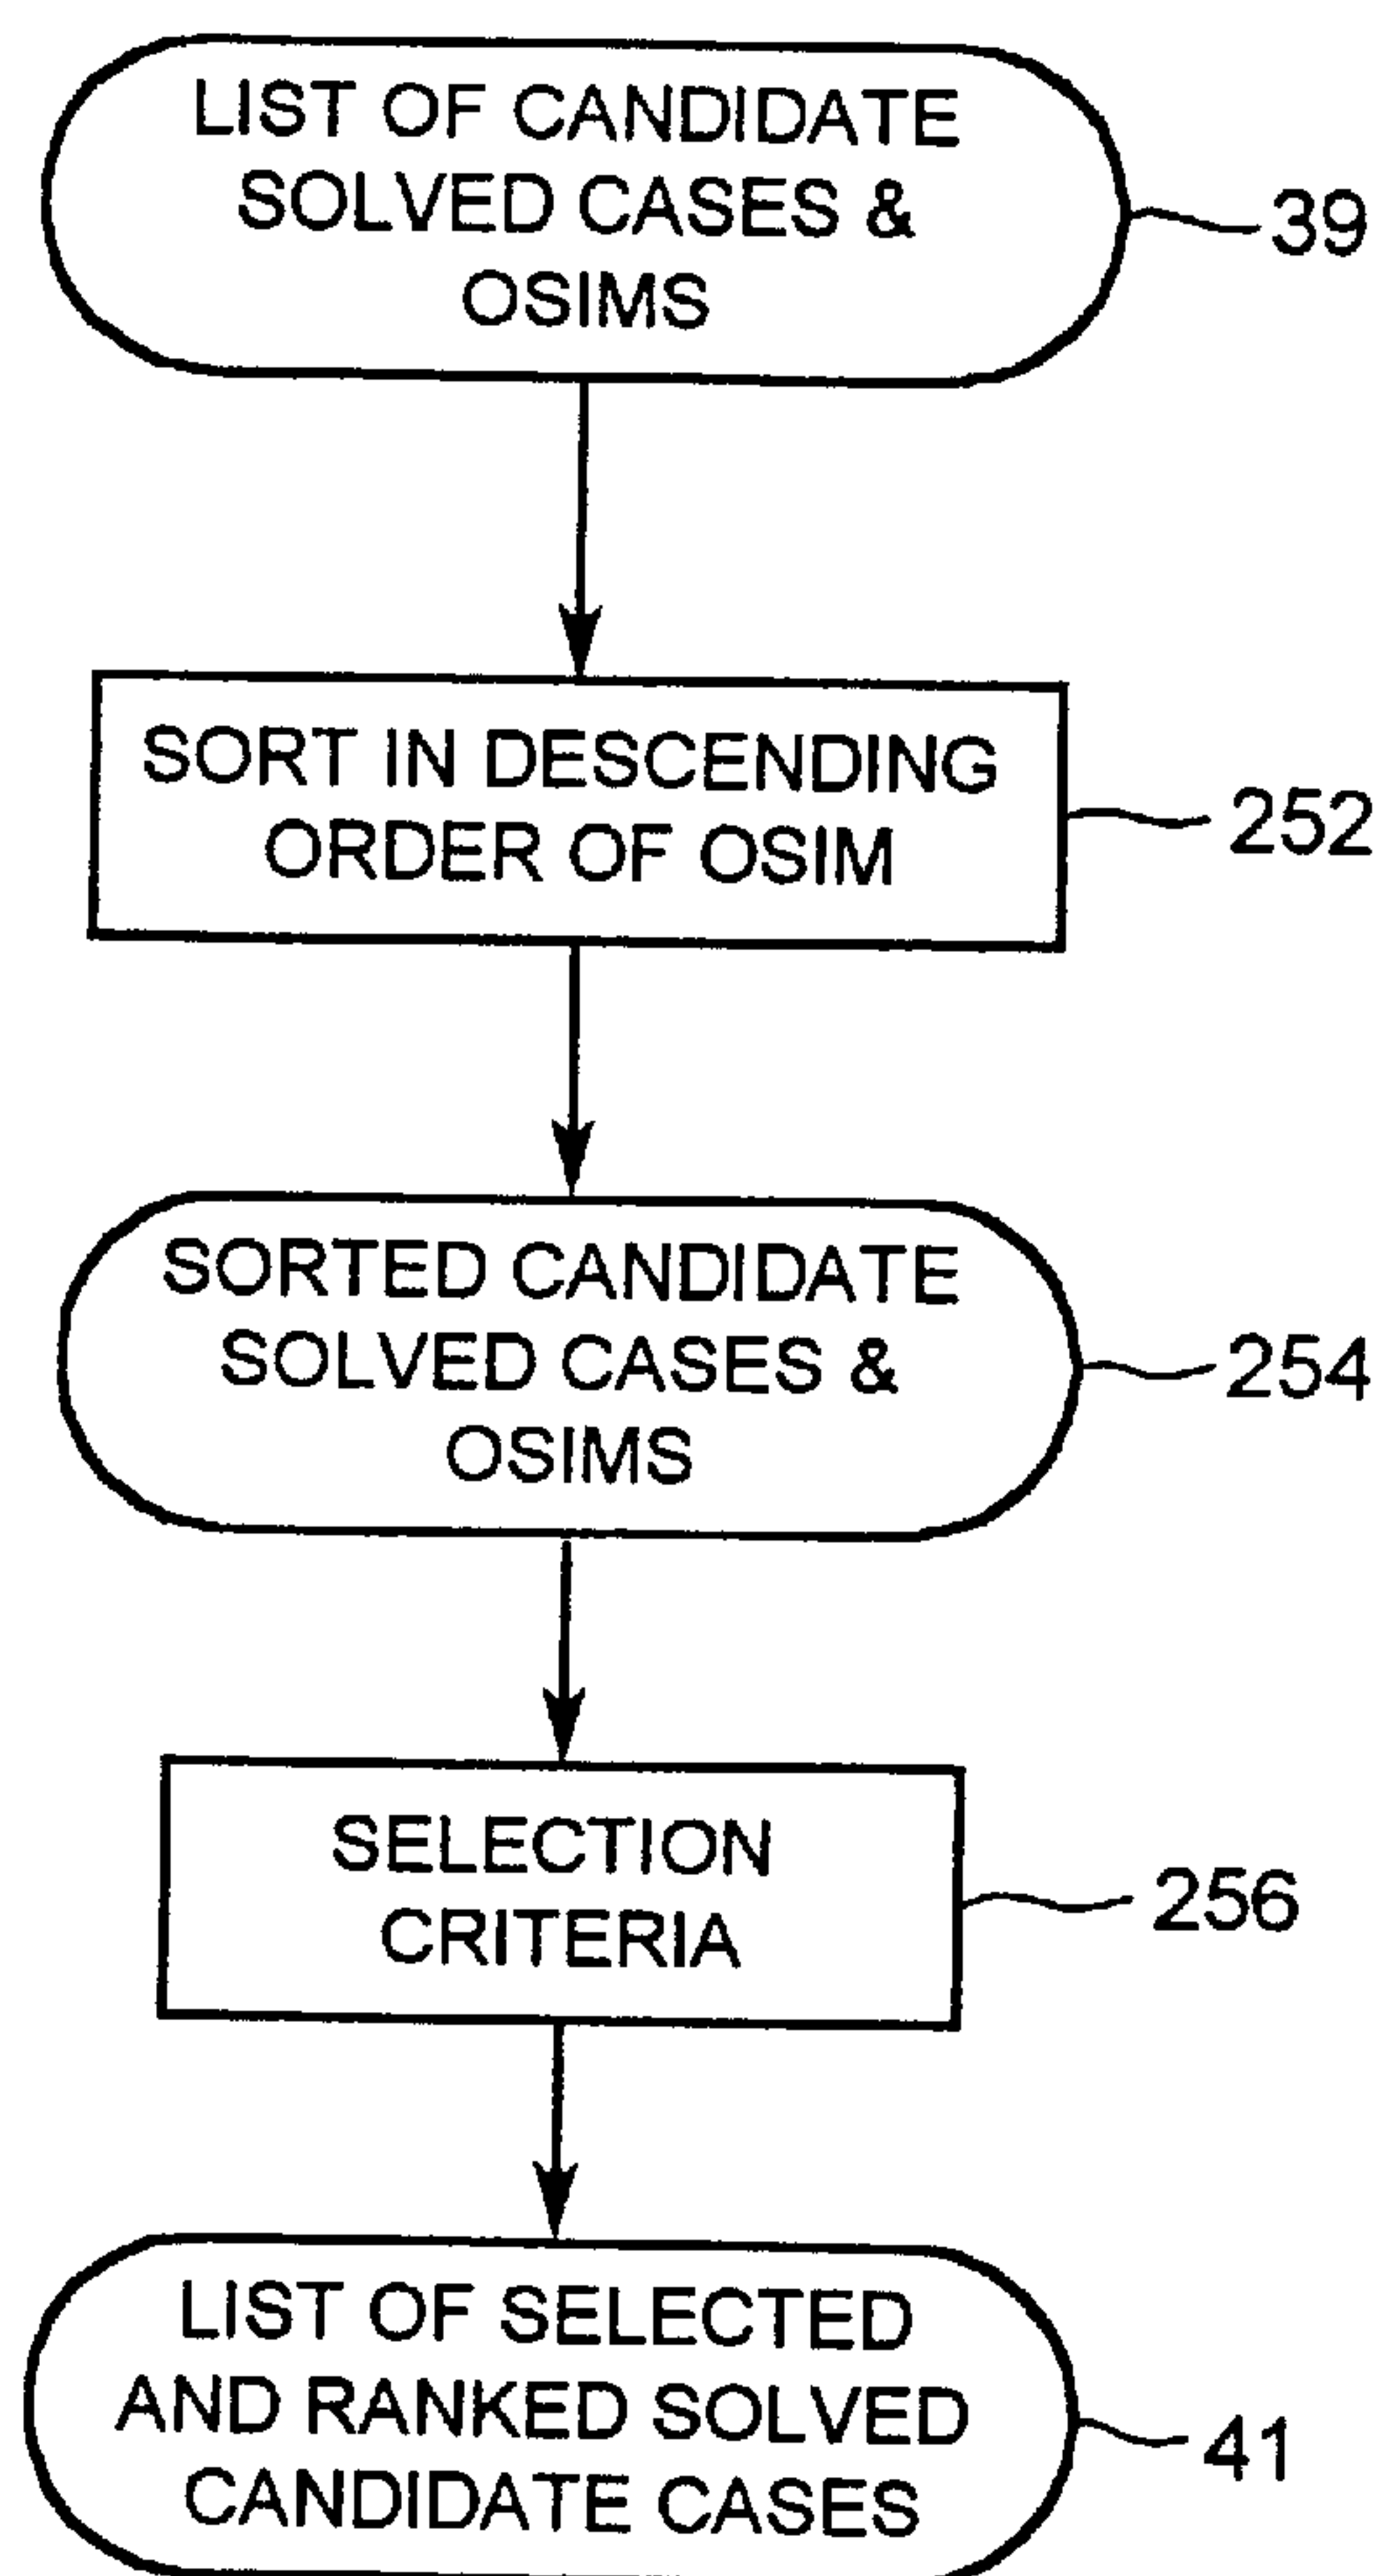 LIST OF CANDIDATE
SOLVED CASES &
OSIMS
39
SORT IN DESCENDING
ORDER OF OSIM
252
SORTED CANDIDATE
SOLVED CASES &
OSIMS
254
SELECTION
CRITERIA
256
LIST OF SELECTED
AND RANKED SOLVED
CANDIDATE CASES
41